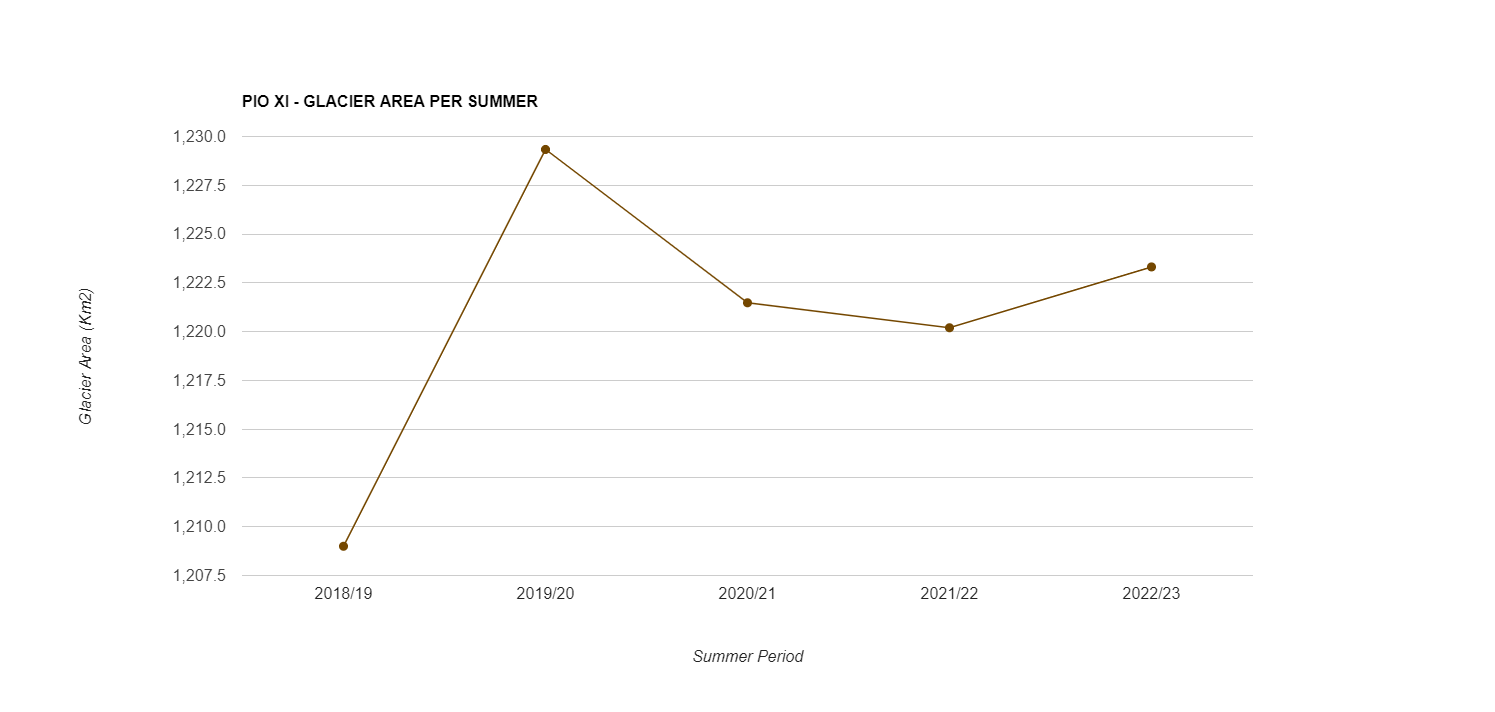 PIO XI - GLACIER AREA PER SUMMER
1,230.0
1,227.5
1,225.0
1,222.5
1,220.0
1,217.5
1,215.0
1,212.5
1,210.0
1,207.5
Glacier Area (Km2)
2018/19 2019/20 2020/21 2021/22 2022/23
Summer Period